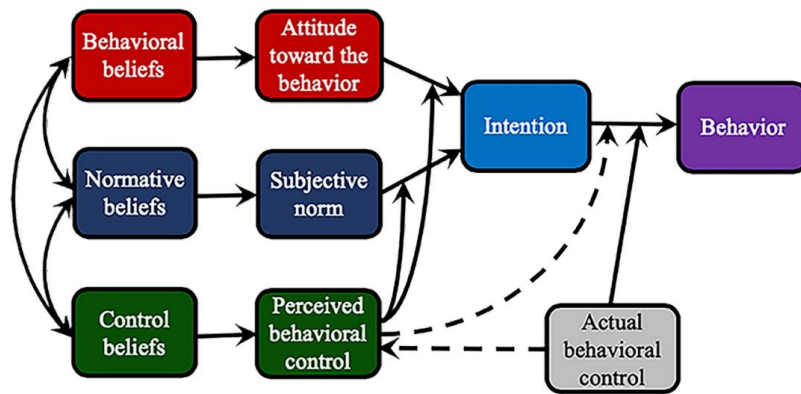 Behavioral
beliefs
Attitude
toward the
behavior
Intention
Behavior
Normative
beliefs
Subjective
norm
Control
beliefs
Perceived
behavioral
control
Actual
behavioral
control